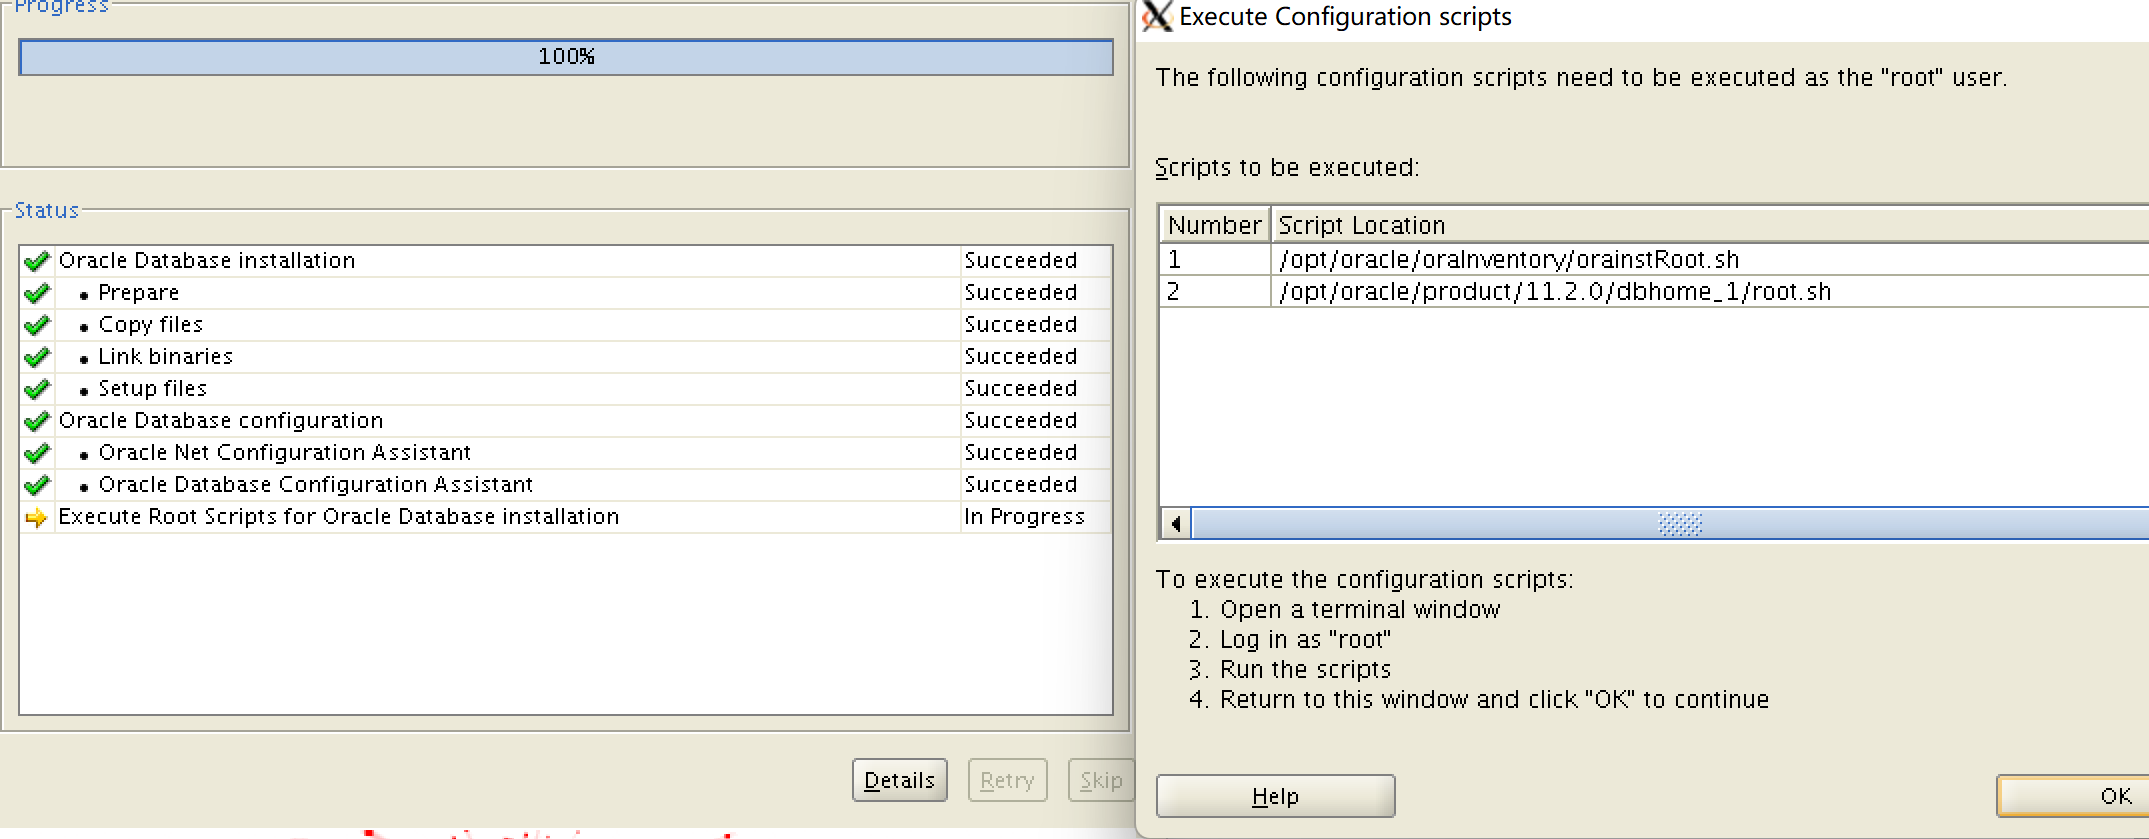 Progress
100%
Status
Oracle Database installation Succeeded
• Prepare Succeeded
• Copy files Succeeded
• Link binaries Succeeded
• Setup files Succeeded
Oracle Database configuration Succeeded
• Oracle Net Configuration Assistant Succeeded
• Oracle Database Configuration Assistant Succeeded
Execute Root Scripts for Oracle Database installation In Progress
Details Retry Skip
Execute Configuration scripts
The following configuration scripts need to be executed as the "root" user.
Scripts to be executed:
Number Script Location
1 /opt/oracle/oraInventory/orainstRoot.sh
2 /opt/oracle/product/11.2.0/dbhome_1/root.sh
To execute the configuration scripts:
1. Open a terminal window
2. Log in as "root"
3. Run the scripts
4. Return to this window and click "OK" to continue
Help OK